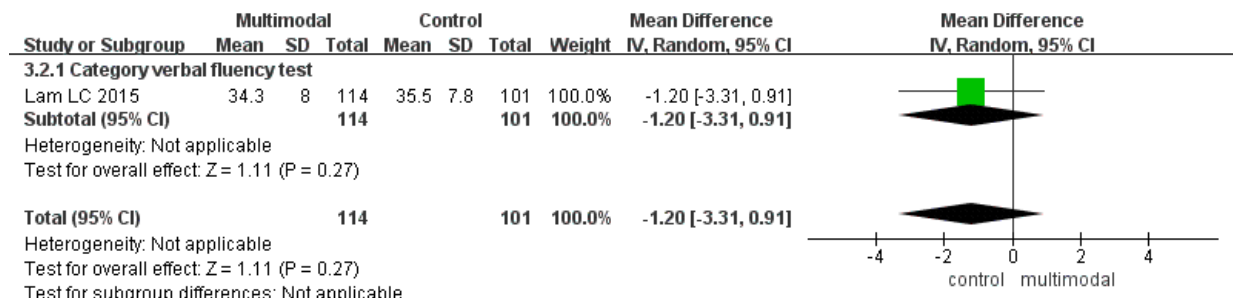 Multimodal Control Mean Difference Mean Difference
Study or Subgroup Mean SD Total Mean SD Total Weight IV, Random, 95% CI IV, Random, 95% CI
3.2.1 Category verbal fluency test
Lam LC 2015 34.3 8 114 35.5 7.8 101 100.0% -1.20 [-3.31, 0.91]
Subtotal (95% CI) 114 101 100.0% -1.20 [-3.31, 0.91]
Heterogeneity: Not applicable
Test for overall effect: Z = 1.11 (P = 0.27)
Total (95% CI) 114 101 100.0% -1.20 [-3.31, 0.91]
Heterogeneity: Not applicable
Test for overall effect: Z = 1.11 (P = 0.27)
Test for subgroup differences: Not applicable
-4 -2 0 2 4
control multimodal